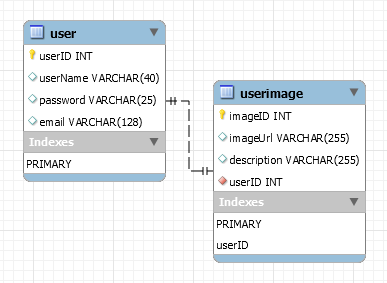 user
userID INT
userName VARCHAR(40)
password VARCHAR(25)
email VARCHAR(128)
Indexes
PRIMARY
userimage
imageID INT
imageUrl VARCHAR(255)
description VARCHAR(255)
userID INT
Indexes
PRIMARY
userID